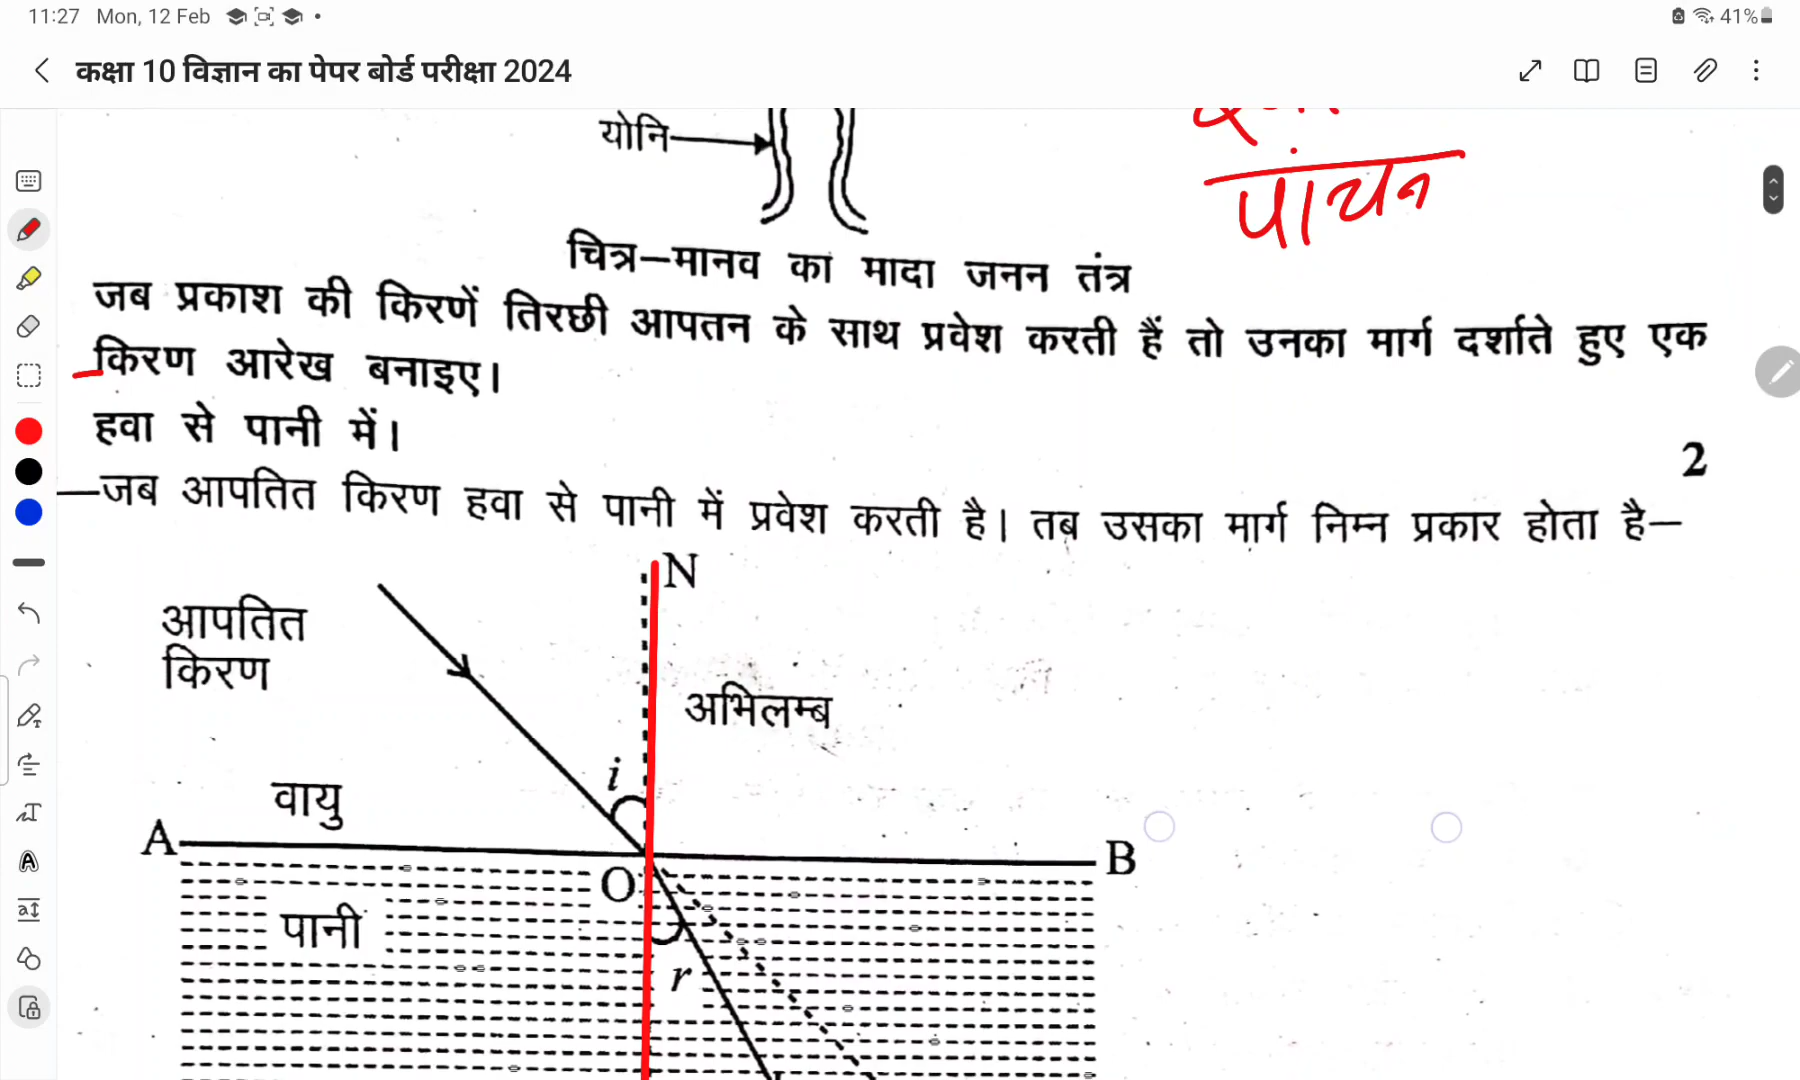 11:27 Mon, 12 Feb
41%
कक्षा 10 विज्ञान का पेपर बोर्ड परीक्षा 2024
योनि
पाचन
चित्र–मानव का मादा जनन तंत्र
जब प्रकाश की किरणें तिरछी आपतन के साथ प्रवेश करती हैं तो उनका मार्ग दर्शाते हुए एक
किरण आरेख बनाइए।
हवा से पानी में।
2
—जब आपतित किरण हवा से पानी में प्रवेश करती है। तब उसका मार्ग निम्न प्रकार होता है—
N
आपतित
किरण
अभिलम्ब
i
वायु
A
B
O
पानी
r